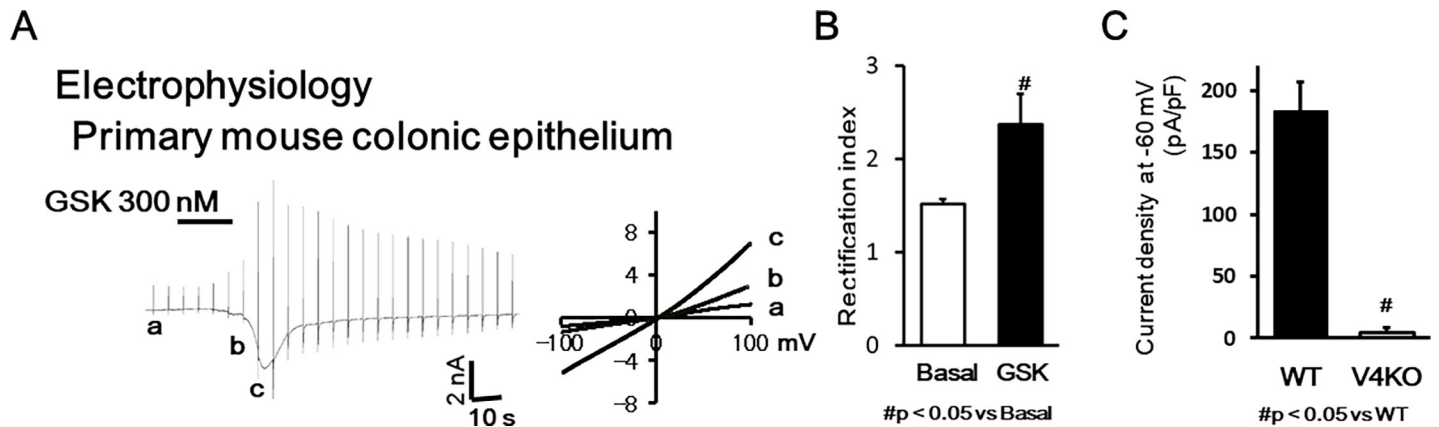 A
Electrophysiology
Primary mouse colonic epithelium
GSK 300 nM
a
b
c
2 nA
10 s
8
4
0
−4
−8
−100
0
100 mV
c
b
a
B
Rectification index
3
2
1
0
#
Basal GSK
#p < 0.05 vs Basal
C
Current density at -60 mV
(pA/pF)
200
150
100
50
0
#
WT V4KO
#p < 0.05 vs WT